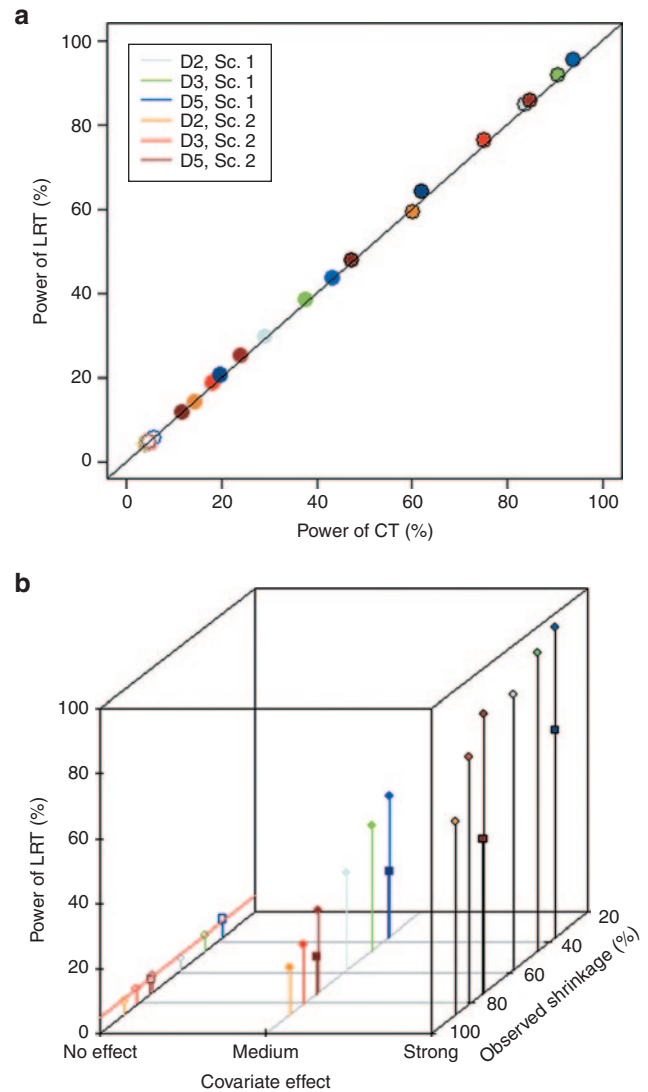 a
100
80
60
40
20
0
Power of LRT (%)
D2, Sc. 1
D3, Sc. 1
D5, Sc. 1
D2, Sc. 2
D3, Sc. 2
D5, Sc. 2
0 20 40 60 80 100
Power of CT (%)
b
100
80
60
40
20
0
Power of LRT (%)
20
40
60
80
100
Observed shrinkage (%)
No effect Medium Strong
Covariate effect